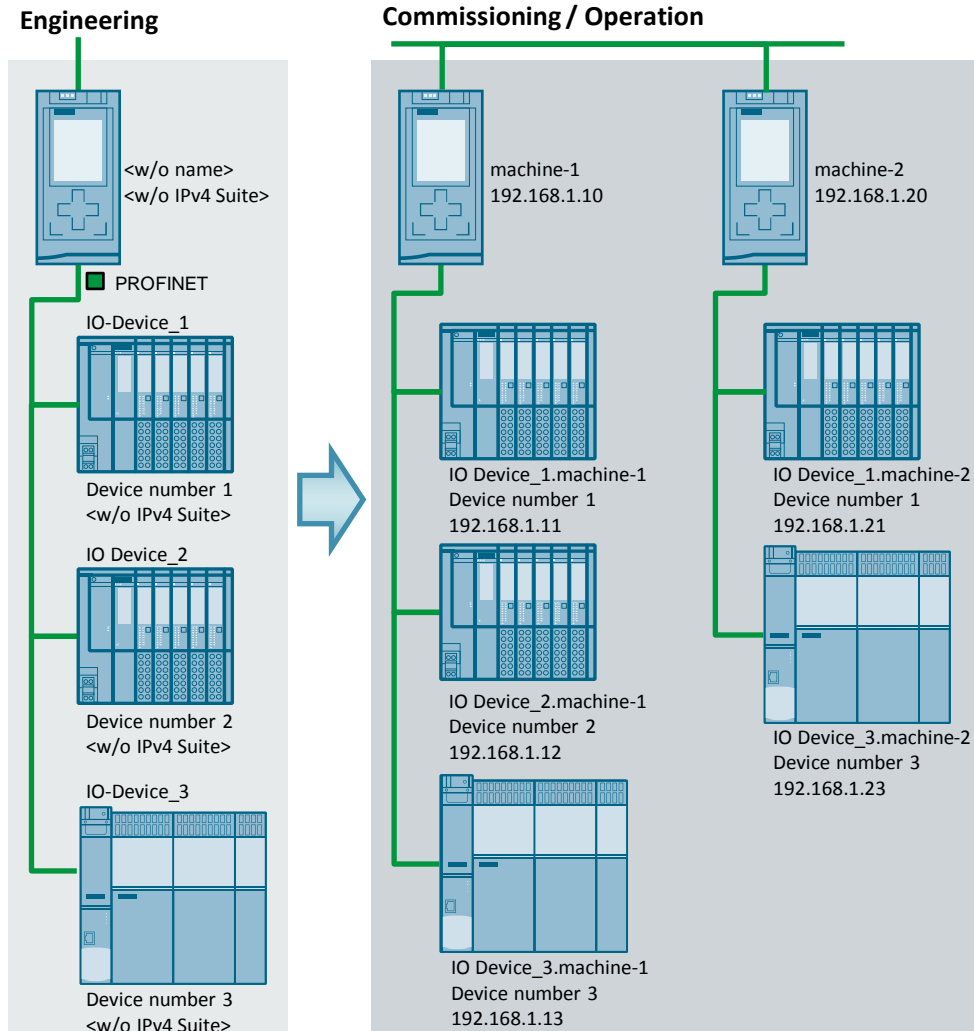 Engineering
<w/o name>
<w/o IPv4 Suite>
PROFINET
IO-Device_1
Device number 1
<w/o IPv4 Suite>
IO Device_2
Device number 2
<w/o IPv4 Suite>
IO-Device_3
Device number 3
<w/o IPv4 Suite>
Commissioning / Operation
machine-1
192.168.1.10
IO Device_1.machine-1
Device number 1
192.168.1.11
IO Device_2.machine-1
Device number 2
192.168.1.12
IO Device_3.machine-1
Device number 3
192.168.1.13
machine-2
192.168.1.20
IO Device_1.machine-2
Device number 1
192.168.1.21
IO Device_3.machine-2
Device number 3
192.168.1.23